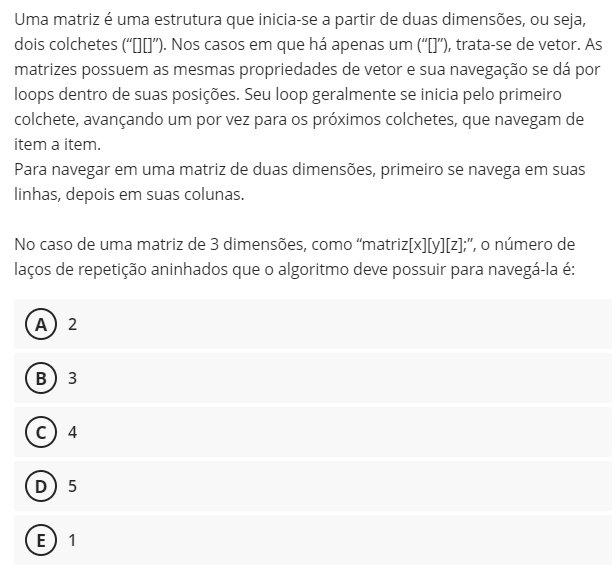 Uma matriz é uma estrutura que inicia-se a partir de duas dimensões, ou seja,
dois colchetes (“[][]”). Nos casos em que há apenas um (“[]”), trata-se de vetor. As
matrizes possuem as mesmas propriedades de vetor e sua navegação se dá por
loops dentro de suas posições. Seu loop geralmente se inicia pelo primeiro
colchete, avançando um por vez para os próximos colchetes, que navegam de
item a item.
Para navegar em uma matriz de duas dimensões, primeiro se navega em suas
linhas, depois em suas colunas.
No caso de uma matriz de 3 dimensões, como “matriz[x][y][z];”, o número de
laços de repetição aninhados que o algoritmo deve possuir para navegá-la é:
A 2
B 3
C 4
D 5
E 1